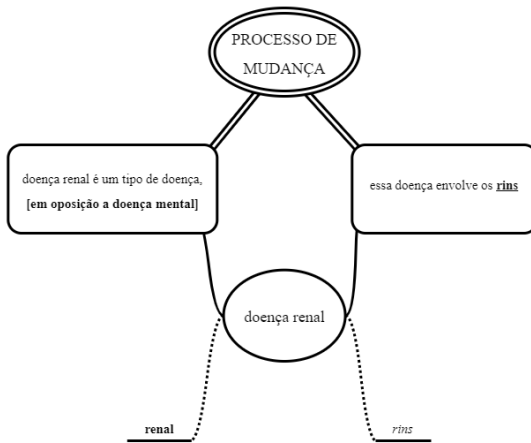 PROCESSO DE
MUDANÇA
doença renal é um tipo de doença,
[em oposição a doença mental]
essa doença envolve os rins
doença renal
renal
rins